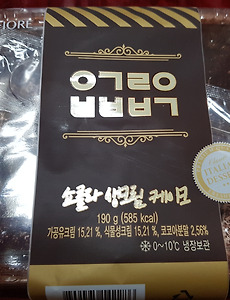 ㅇㄱㄹㅇ
ㅂㅂㅂㄱ
쇼콜라 생크림 케이크
190 g (585 kcal)
가공유크림 15.21 %, 식물성크림 15.21 %, 코코아분말 2.56%
0~10℃ 냉장보관